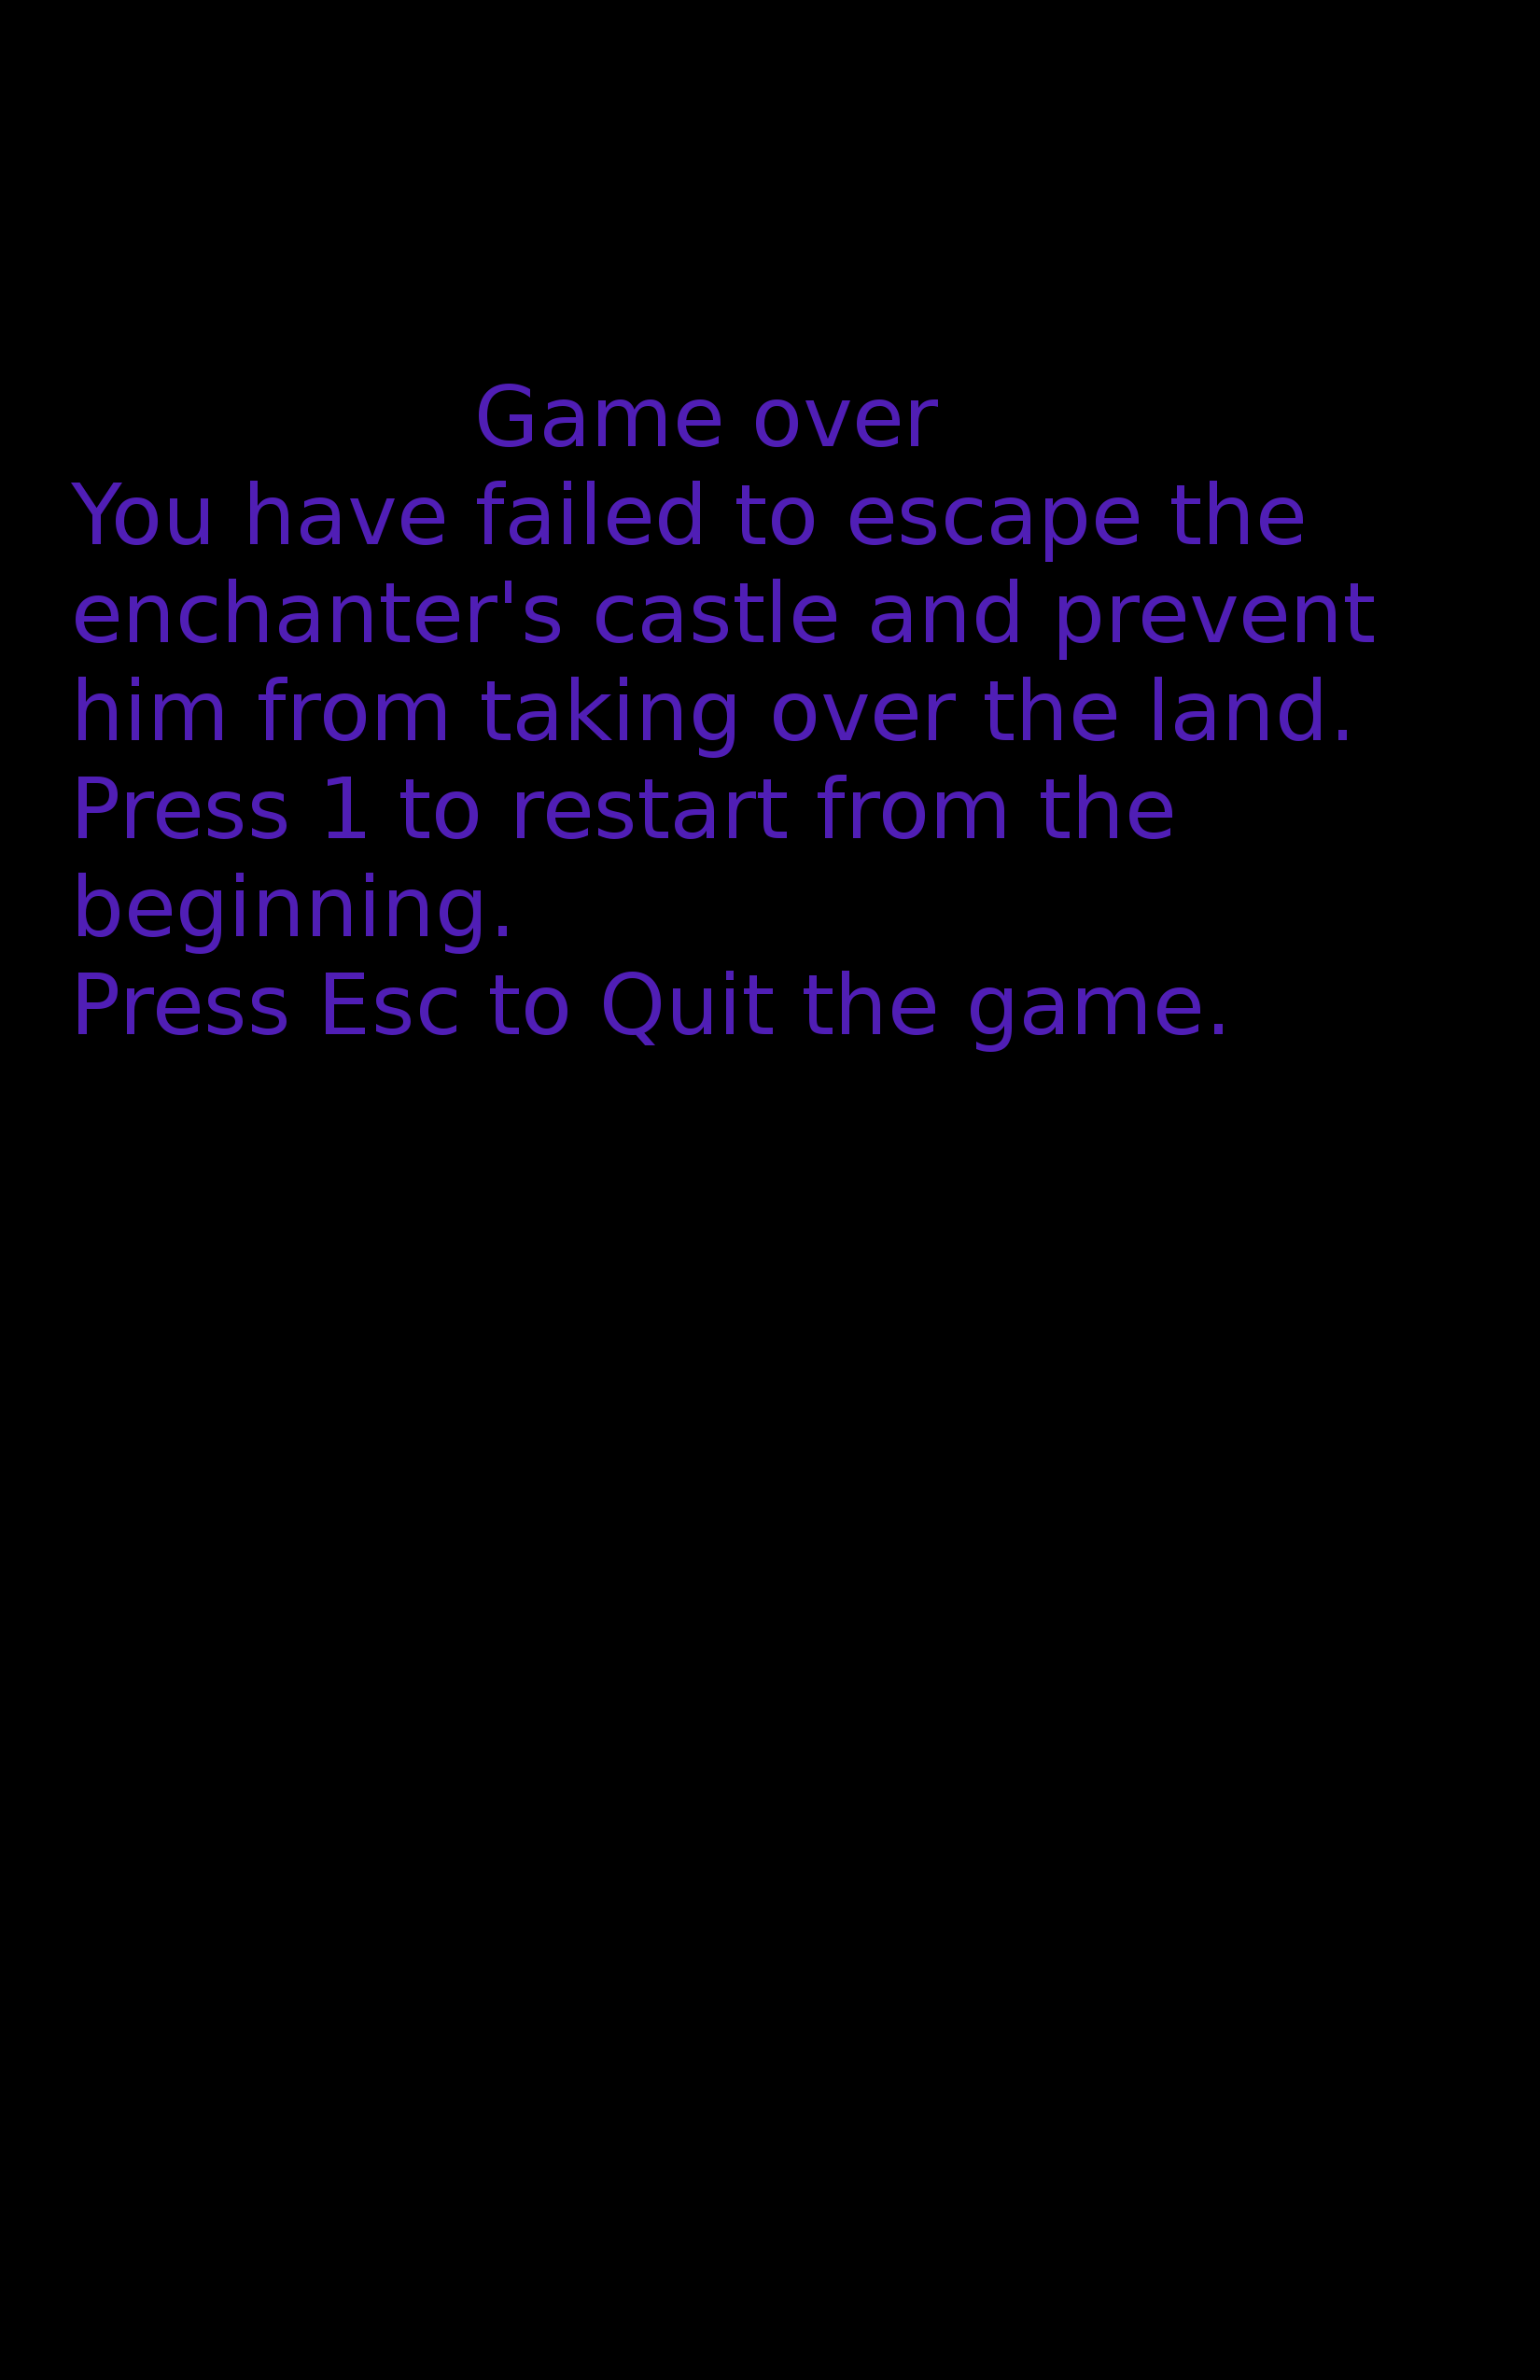 Game over
You have failed to escape the
enchanter's castle and prevent
him from taking over the land.
Press 1 to restart from the
beginning.
Press Esc to Quit the game.